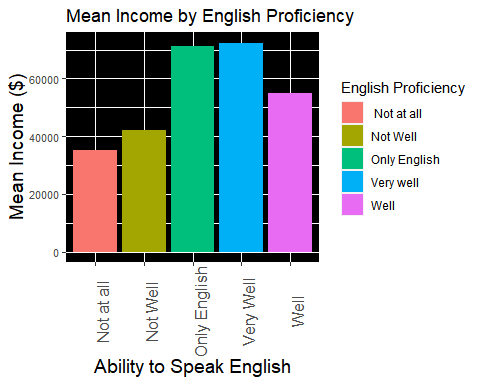 Mean Income by English Proficiency
Mean Income ($)
60000
40000
20000
0
Not at all
Not Well
Only English
Very Well
Well
Ability to Speak English
English Proficiency
Not at all
Not Well
Only English
Very well
Well